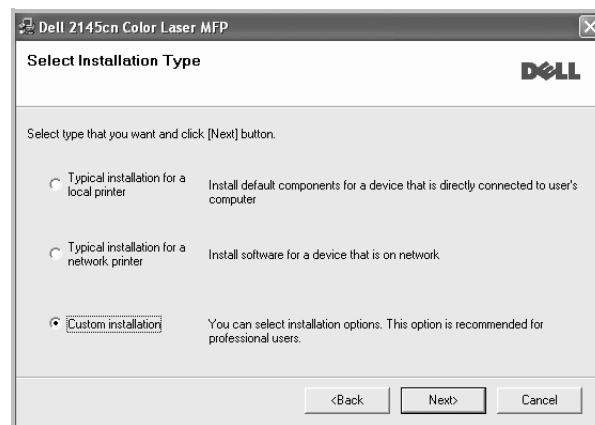 Dell 2145cn Color Laser MFP
Select Installation Type
DELL
Select type that you want and click [Next] button.
Typical installation for a
local printer
Install default components for a device that is directly connected to user's
computer
Typical installation for a
network printer
Install software for a device that is on network
Custom installation
You can select installation options. This option is recommended for
professional users.
<Back
Next>
Cancel